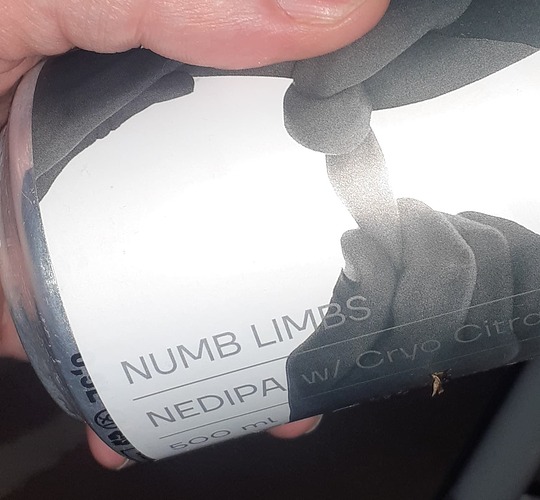 NUMB LIMBS
NEDIPA w/ Cryo Citra
500 mL